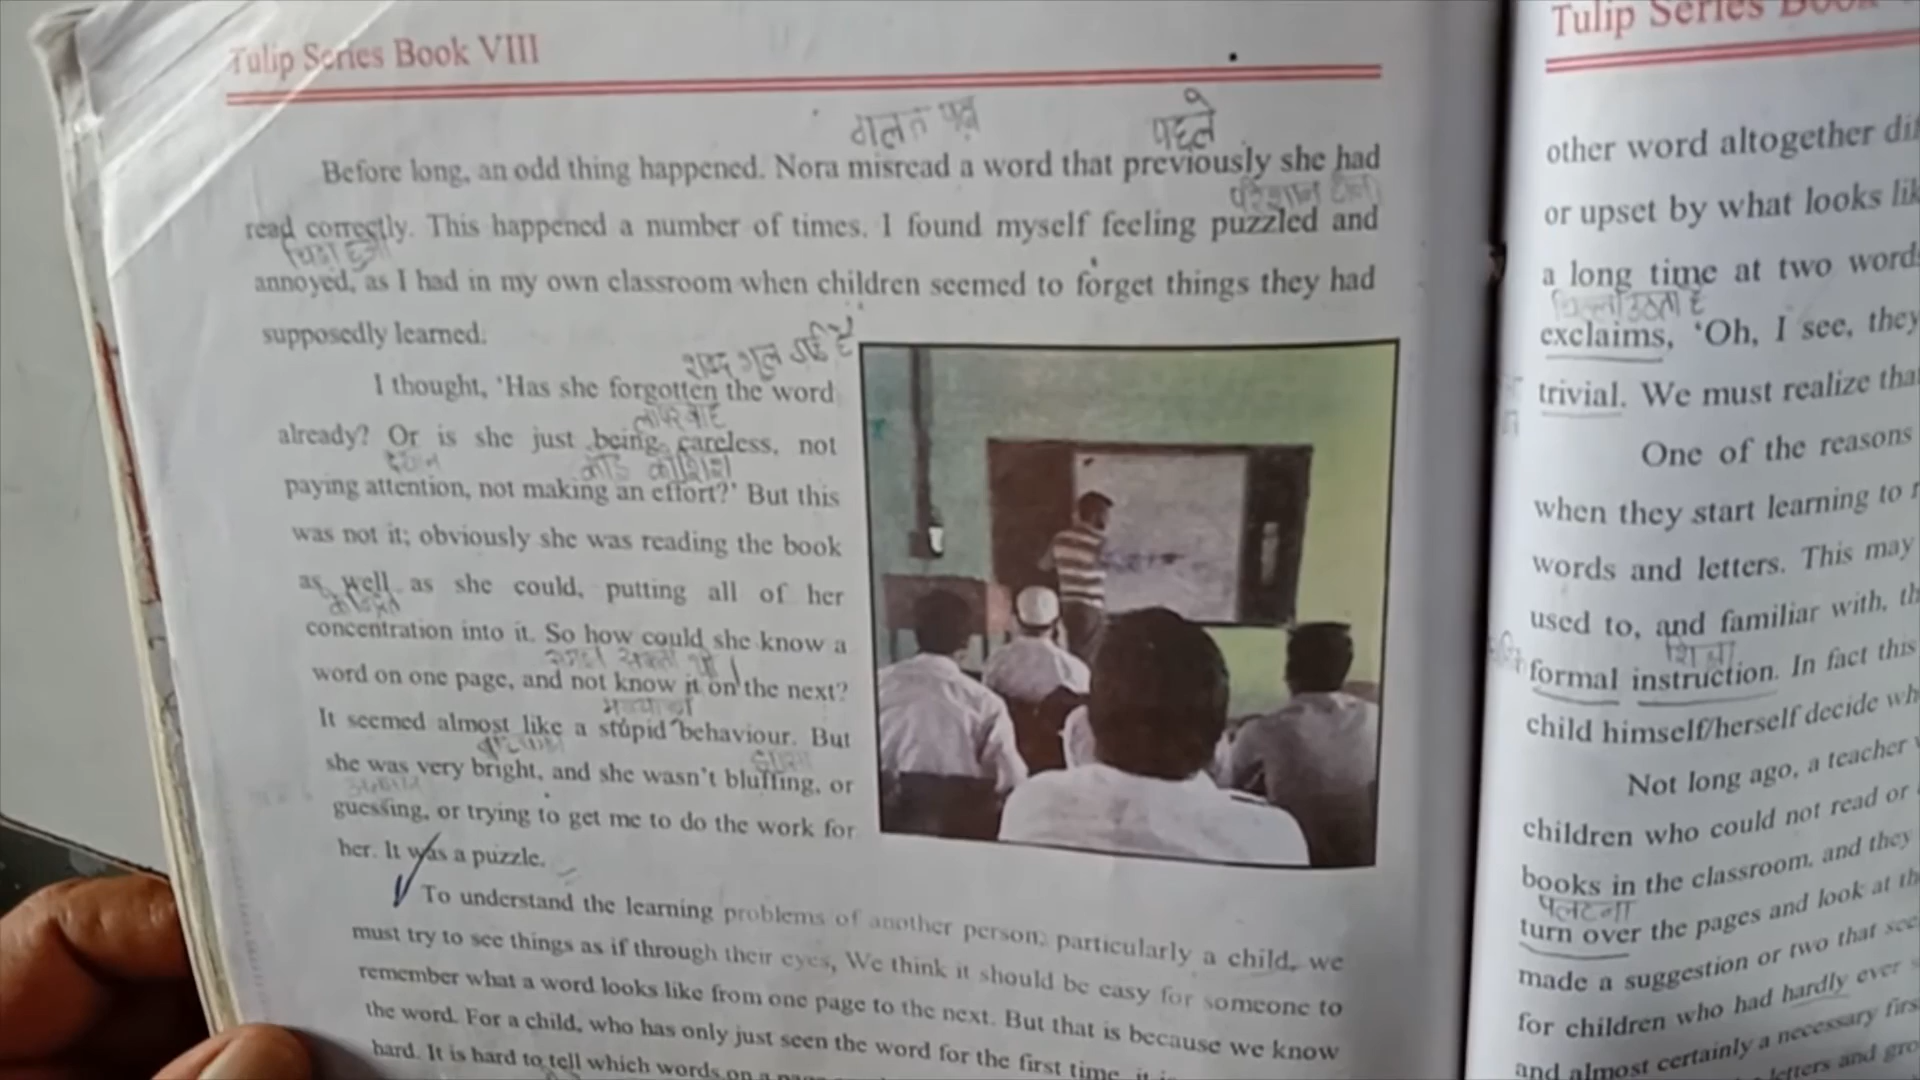 Tulip Series Book VIII
गलत पढ़ पहले
Before long, an odd thing happened. Nora misread a word that previously she had
read correctly. This happened a number of times. I found myself feeling puzzled and
annoyed, as I had in my own classroom when children seemed to forget things they had
supposedly learned.
I thought, 'Has she forgotten the word
लापरवाह
already? Or is she just being careless, not
ध्यान कोई कोशिश
paying attention, not making an effort?' But this
was not it; obviously she was reading the book
as well as she could, putting all of her
concentration into it. So how could she know a
word on one page, and not know it on the next?
It seemed almost like a stupid behaviour. But
she was very bright, and she wasn't bluffing, or
guessing, or trying to get me to do the work for
her. It was a puzzle.
To understand the learning problems of another person, particularly a child, we
must try to see things as if through their eyes, We think it should be easy for someone to
remember what a word looks like from one page to the next. But that is because we know
the word. For a child, who has only just seen the word for the first time, it
hard. It is hard to tell which words on a
Tulip Series
other word altogether
or upset by what looks
a long time at two
exclaims, 'Oh, I see, they
trivial. We must realize
One of the reasons
when they start learning to
words and letters. This may
used to, and familiar with,
शिक्षा
formal instruction. In fact this
child himself/herself decide
Not long ago, a teacher
children who could not read or
books in the classroom, and they
पलटना
turn over the pages and look at
made a suggestion or two that
for children who had hardly ever
and almost certainly a necessary
letters and